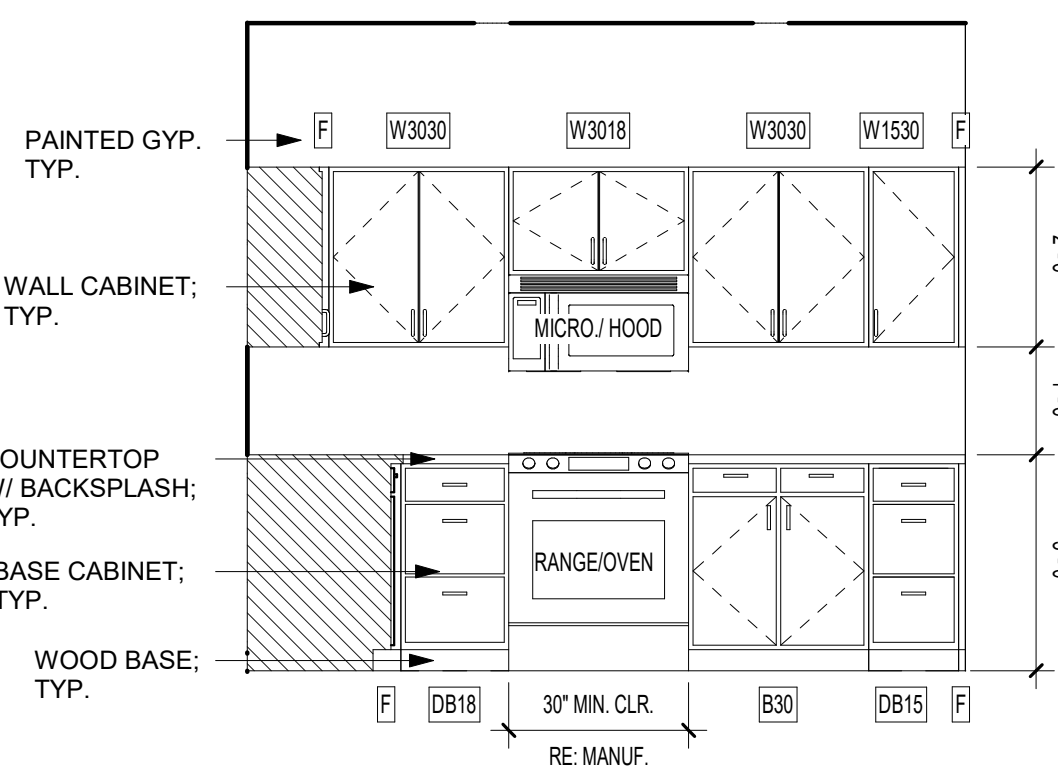 PAINTED GYP.
TYP.
F
W3030
W3018
W3030
W1530
F
WALL CABINET;
TYP.
MICRO./ HOOD
OUNTERTOP
/ BACKSPLASH;
YP.
BASE CABINET;
TYP.
RANGE/OVEN
WOOD BASE;
TYP.
F
DB18
30" MIN. CLR.
B30
DB15
F
RE: MANUF.